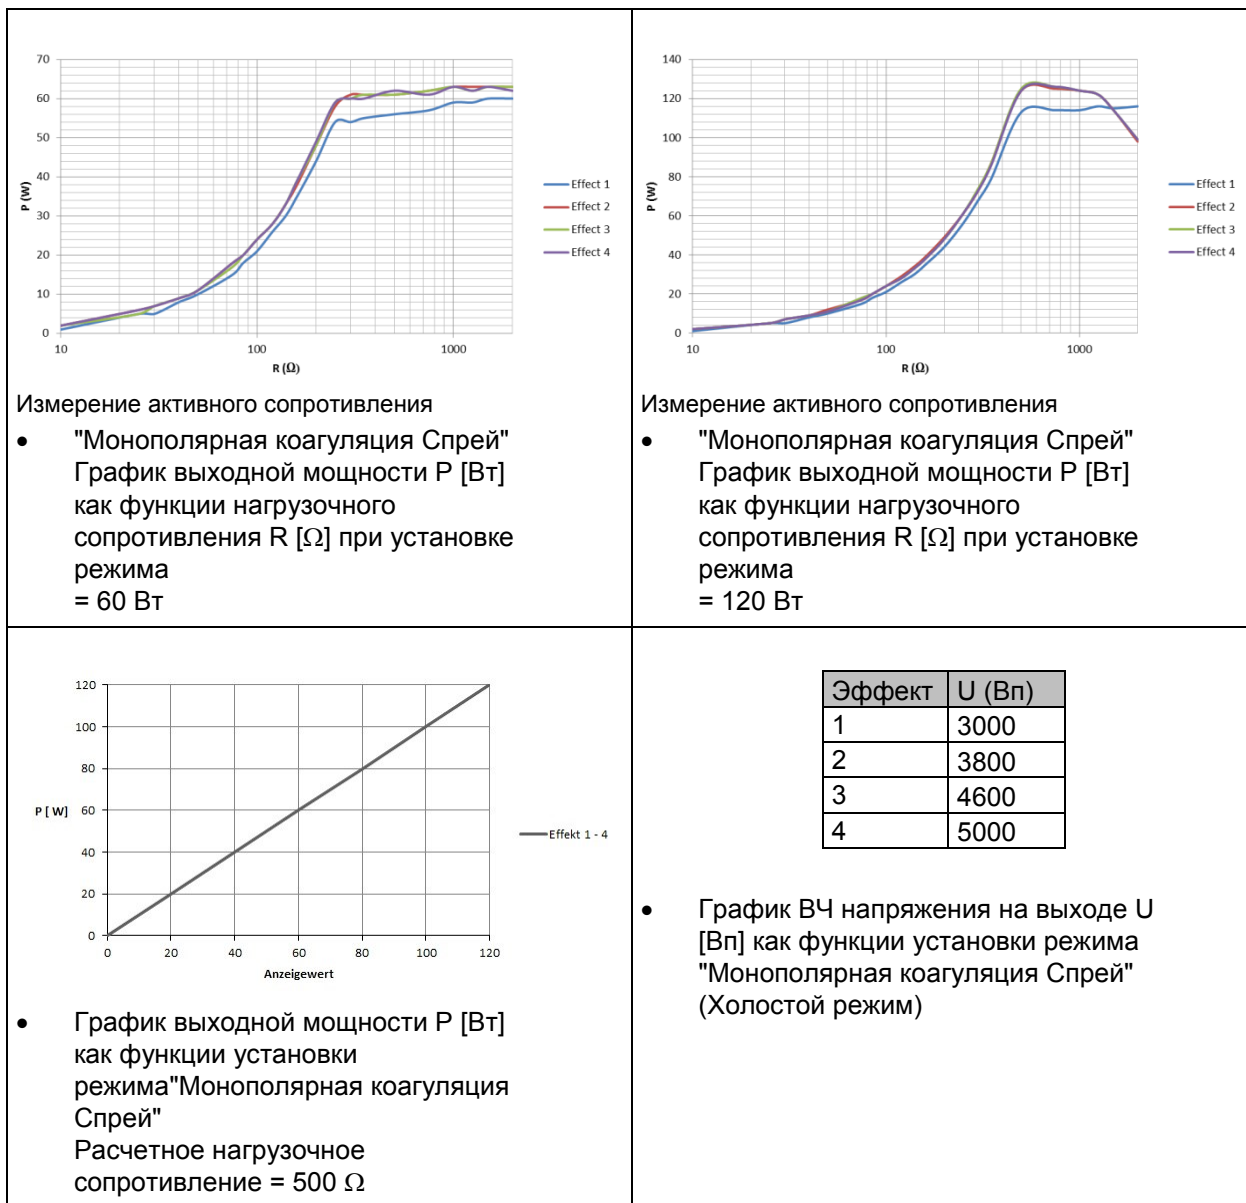 70
60
50
40
30
20
10
0
P (W)
10
100
1000
R (Ω)
Effect 1
Effect 2
Effect 3
Effect 4
Измерение активного сопротивления
• "Монополярная коагуляция Спрей"
График выходной мощности P [Вт]
как функции нагрузочного
сопротивления R [Ω] при установке
режима
= 60 Вт
140
120
100
80
60
40
20
0
P (W)
10
100
1000
R (Ω)
Effect 1
Effect 2
Effect 3
Effect 4
Измерение активного сопротивления
• "Монополярная коагуляция Спрей"
График выходной мощности P [Вт]
как функции нагрузочного
сопротивления R [Ω] при установке
режима
= 120 Вт
120
100
80
P [ W] 60
40
20
0
0 20 40 60 80 100 120
Anzeigewert
Effekt 1 - 4
• График выходной мощности P [Вт]
как функции установки
режима"Монополярная коагуляция
Спрей"
Расчетное нагрузочное
сопротивление = 500 Ω
Эффект U (Вп)
1 3000
2 3800
3 4600
4 5000
• График ВЧ напряжения на выходе U
[Вп] как функции установки режима
"Монополярная коагуляция Спрей"
(Холостой режим)